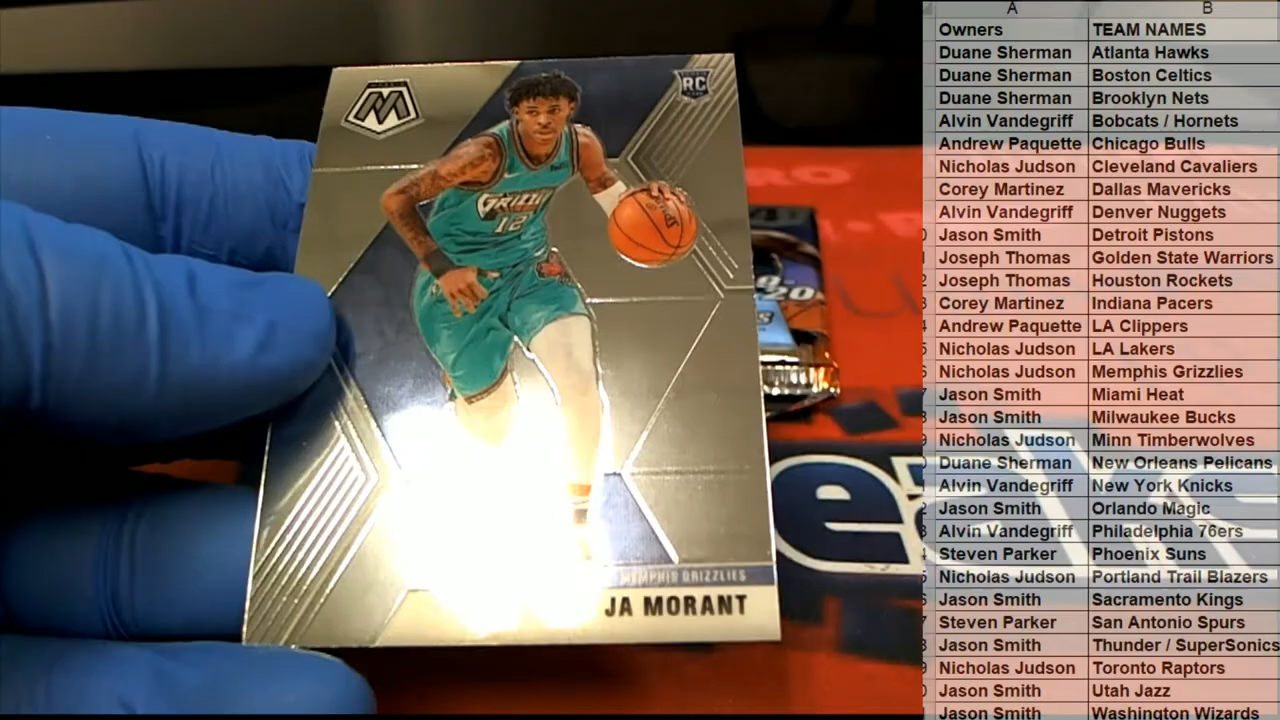 RC
GRIZZLIES
12
MEMPHIS GRIZZLIES
JA MORANT
A B
Owners TEAM NAMES
Duane Sherman Atlanta Hawks
Duane Sherman Boston Celtics
Duane Sherman Brooklyn Nets
Alvin Vandegriff Bobcats / Hornets
Andrew Paquette Chicago Bulls
Nicholas Judson Cleveland Cavaliers
Corey Martinez Dallas Mavericks
Alvin Vandegriff Denver Nuggets
Jason Smith Detroit Pistons
Joseph Thomas Golden State Warriors
Joseph Thomas Houston Rockets
Corey Martinez Indiana Pacers
Andrew Paquette LA Clippers
Nicholas Judson LA Lakers
Nicholas Judson Memphis Grizzlies
Jason Smith Miami Heat
Jason Smith Milwaukee Bucks
Nicholas Judson Minn Timberwolves
Duane Sherman New Orleans Pelicans
Alvin Vandegriff New York Knicks
Jason Smith Orlando Magic
Alvin Vandegriff Philadelphia 76ers
Steven Parker Phoenix Suns
Nicholas Judson Portland Trail Blazers
Jason Smith Sacramento Kings
Steven Parker San Antonio Spurs
Jason Smith Thunder / SuperSonics
Nicholas Judson Toronto Raptors
Jason Smith Utah Jazz
Jason Smith Washington Wizards